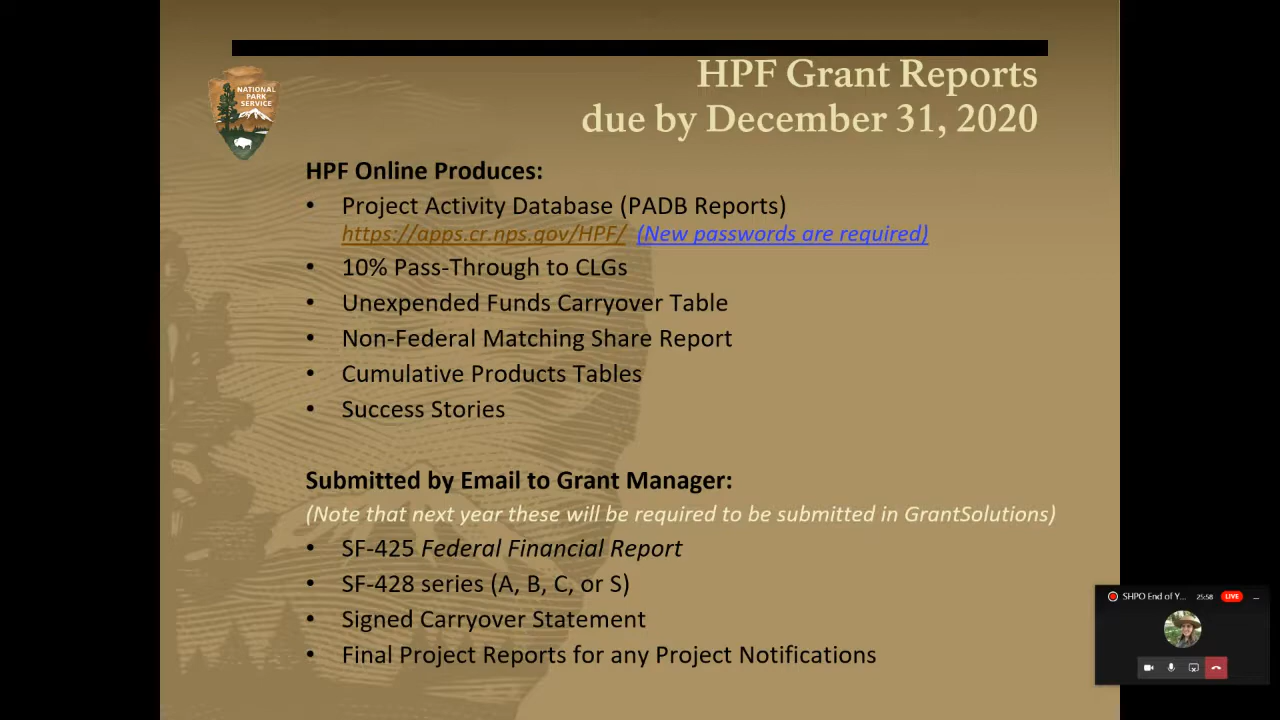 HPF Grant Reports
due by December 31, 2020
NATIONAL
PARK
SERVICE
HPF Online Produces:
• Project Activity Database (PADB Reports)
https://apps.cr.nps.gov/HPF/ (New passwords are required)
• 10% Pass-Through to CLGs
• Unexpended Funds Carryover Table
• Non-Federal Matching Share Report
• Cumulative Products Tables
• Success Stories
Submitted by Email to Grant Manager:
(Note that next year these will be required to be submitted in GrantSolutions)
• SF-425 Federal Financial Report
• SF-428 series (A, B, C, or S)
• Signed Carryover Statement
• Final Project Reports for any Project Notifications
SHPO End of Y... 25:58 LIVE